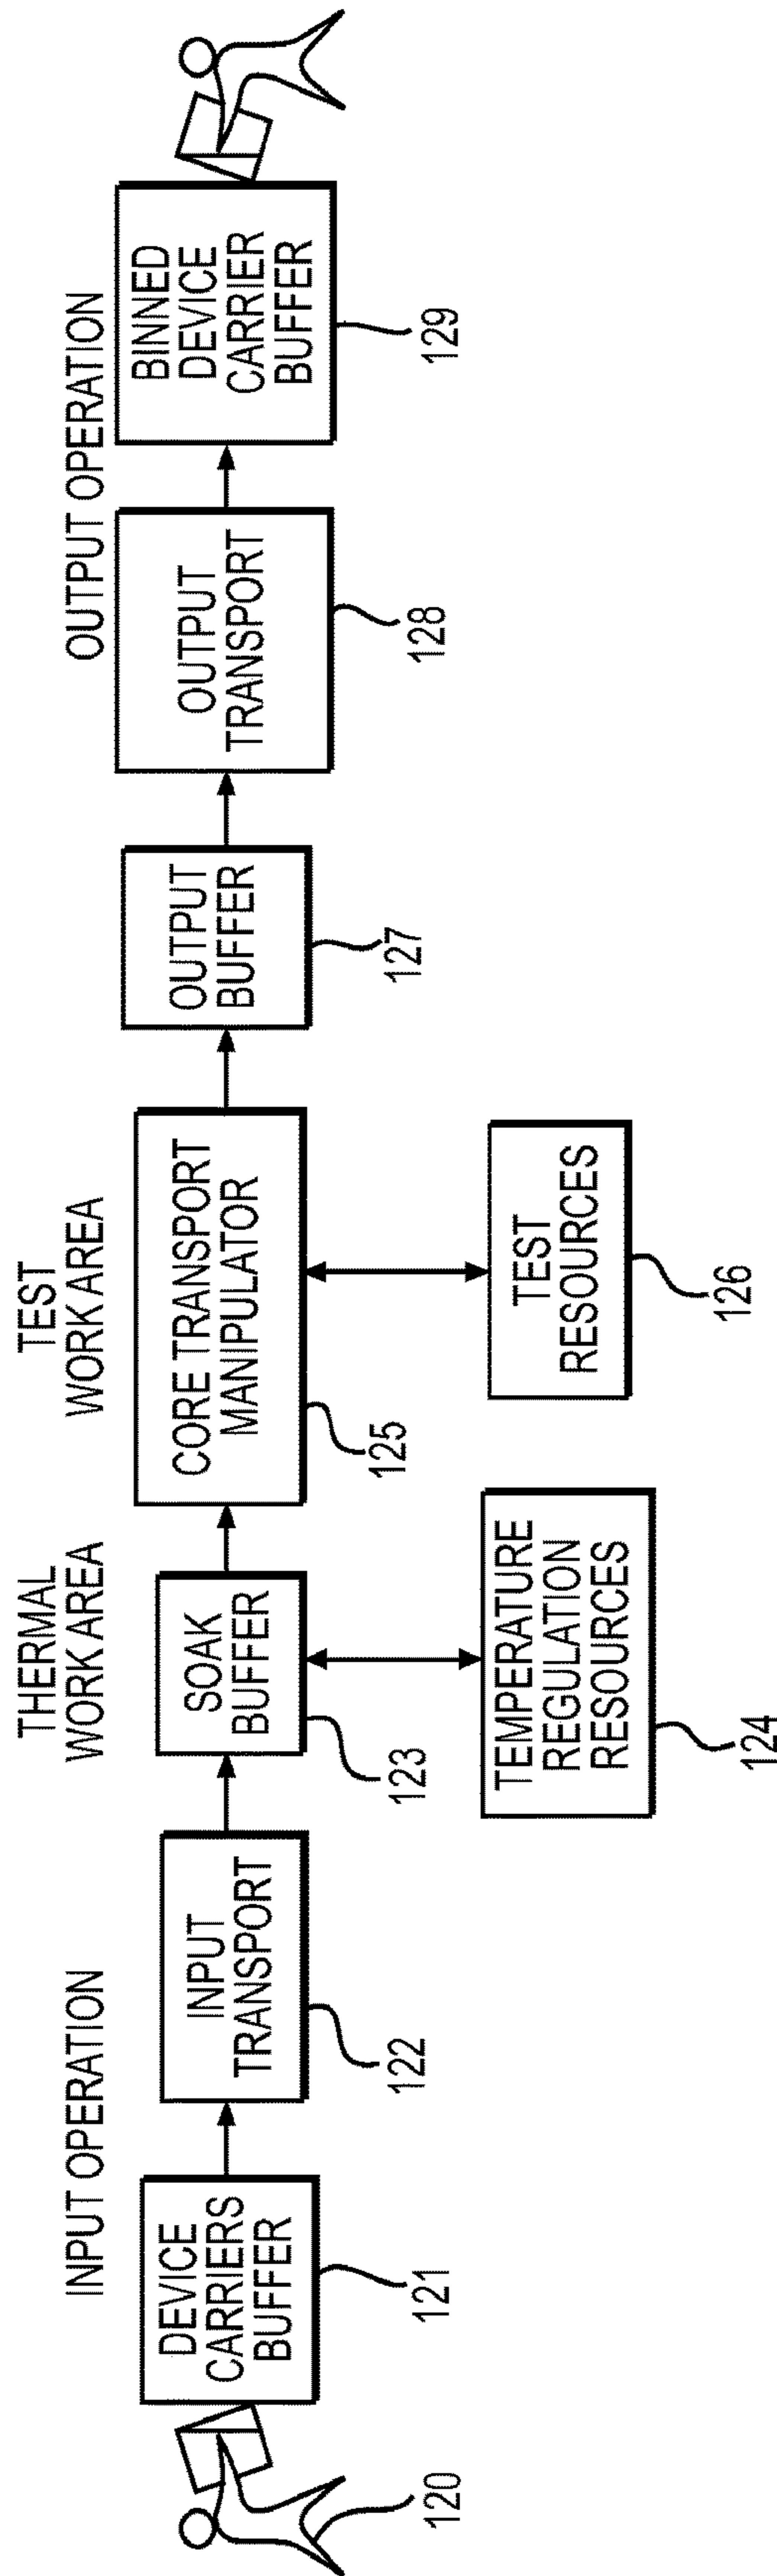 INPUT OPERATION
THERMAL
WORK AREA
TEST
WORK AREA
OUTPUT OPERATION
DEVICE
CARRIERS
BUFFER
INPUT
TRANSPORT
SOAK
BUFFER
CORE TRANSPORT
MANIPULATOR
OUTPUT
BUFFER
OUTPUT
TRANSPORT
BINNED
DEVICE
CARRIER
BUFFER
120
121
122
123
125
127
128
129
TEMPERATURE
REGULATION
RESOURCES
TEST
RESOURCES
124
126